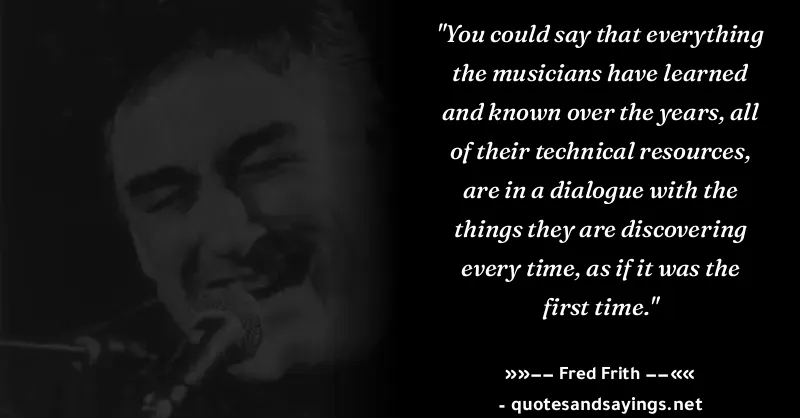 "You could say that everything
the musicians have learned
and known over the years, all
of their technical resources,
are in a dialogue with the
things they are discovering
every time, as if it was the
first time."
»»−− Fred Frith −−««
- quotesandsayings.net